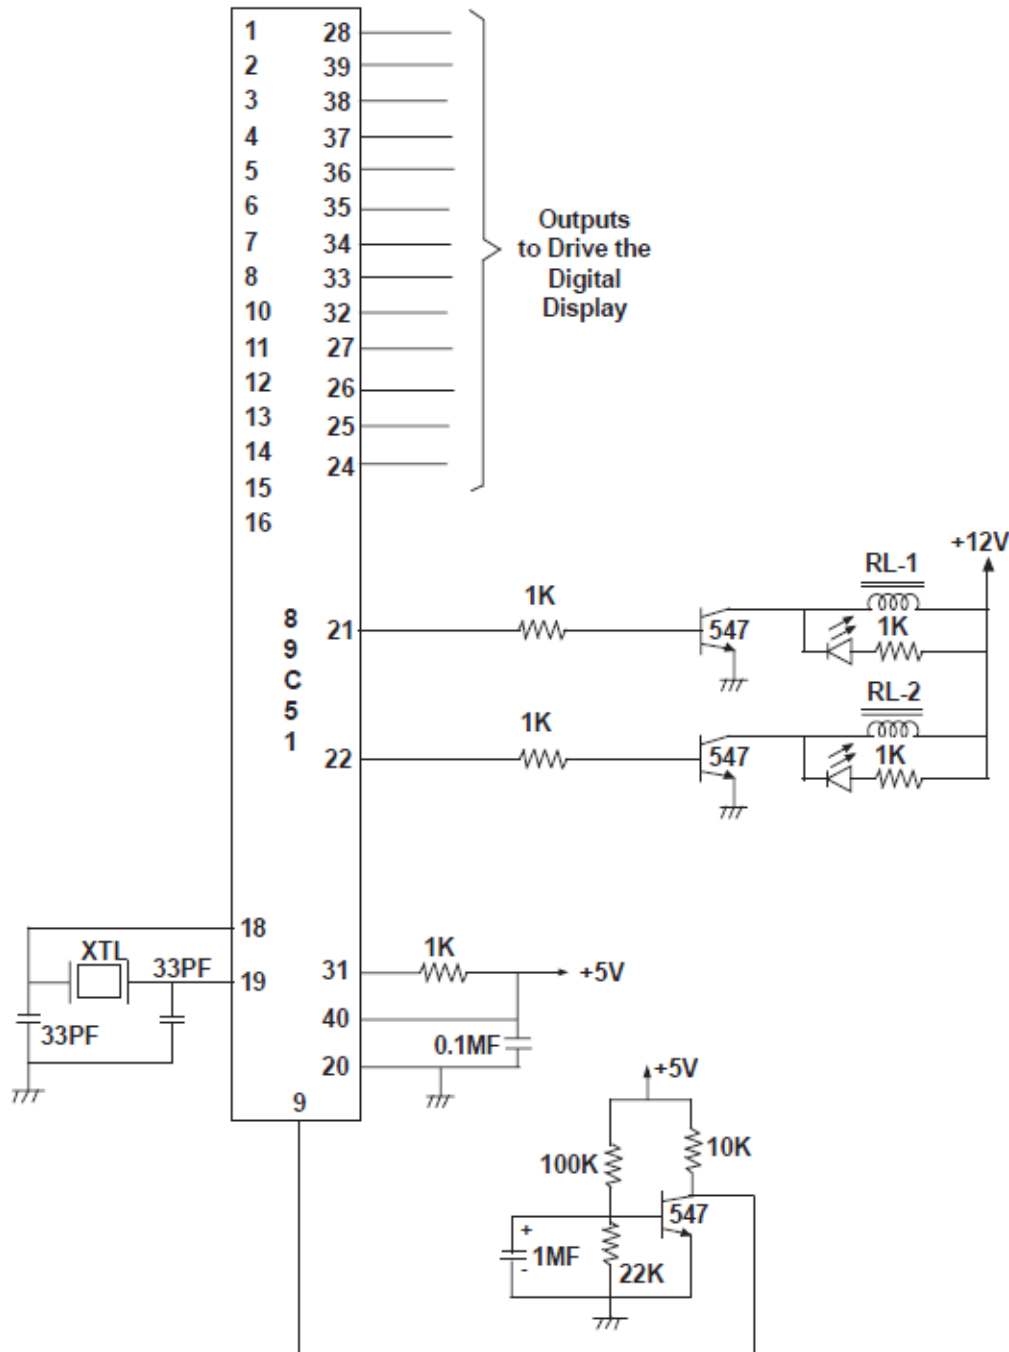 1 28
2 39
3 38
4 37
5 36
6 35
7 34
8 33
10 32
11 27
12 26
13 25
14 24
15
16
Outputs
to Drive the
Digital
Display
+12V
RL-1
1K
1K
8
9
C
5
1
21
547
RL-2
1K
1K
22
547
18
XTL
33PF
19
33PF
1K
31
+5V
40
0.1MF
20
9
+5V
100K
10K
547
+
1MF
-
22K